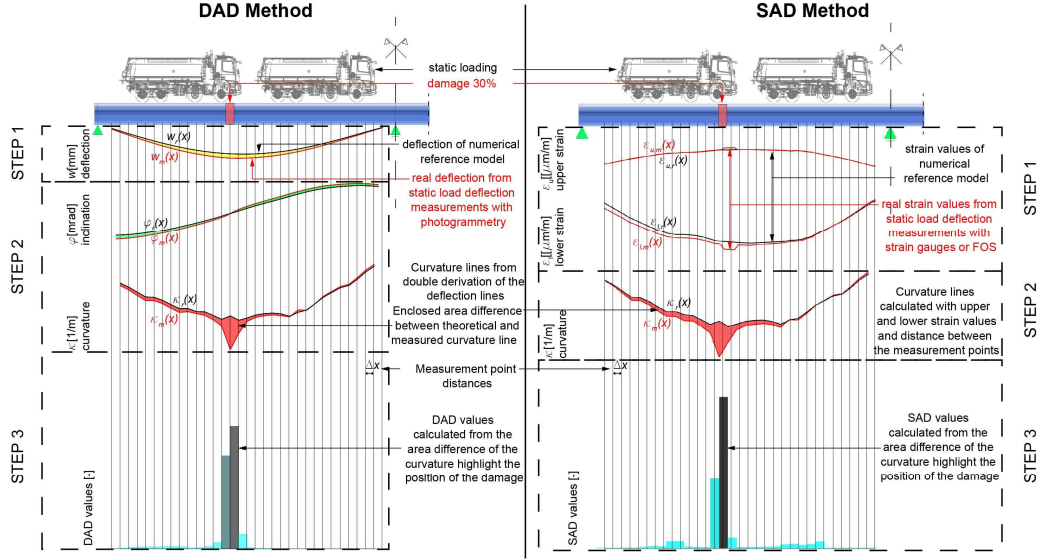 DAD Method
SAD Method
static loading
damage 30%
STEP 1
w[mm]
deflection
w_r(x)
w_m(x)
deflection of numerical
reference model
real deflection from
static load deflection
measurements with
photogrammetry
STEP 2
φ[mrad]
indination
φ_r(x)
φ_m(x)
κ[1/m]
curvature
κ_r(x)
κ_m(x)
Curvature lines from
double derivation of the
deflection lines
Enclosed area difference
between theoretical and
measured curvature line
Δx
Measurement point
distances
STEP 3
DAD values [-]
DAD values
calculated from the
area difference of the
curvature highlight the
position of the damage
STEP 1
ε_u[[μm/m]
upper strain
ε_u,m(x)
ε_u,r(x)
strain values of
numerical
reference model
ε_l[[μm/m]
lower strain
ε_l,r(x)
ε_l,m(x)
real strain values from
static load deflection
measurements with
strain gauges or FOS
STEP 2
κ[1/m]
curvature
κ_r(x)
κ_m(x)
Curvature lines
calculated with upper
and lower strain values
and distance between
the measurement points
Δx
STEP 3
SAD values [-]
SAD values
calculated from the
area difference of the
curvature highlight the
position of the damage